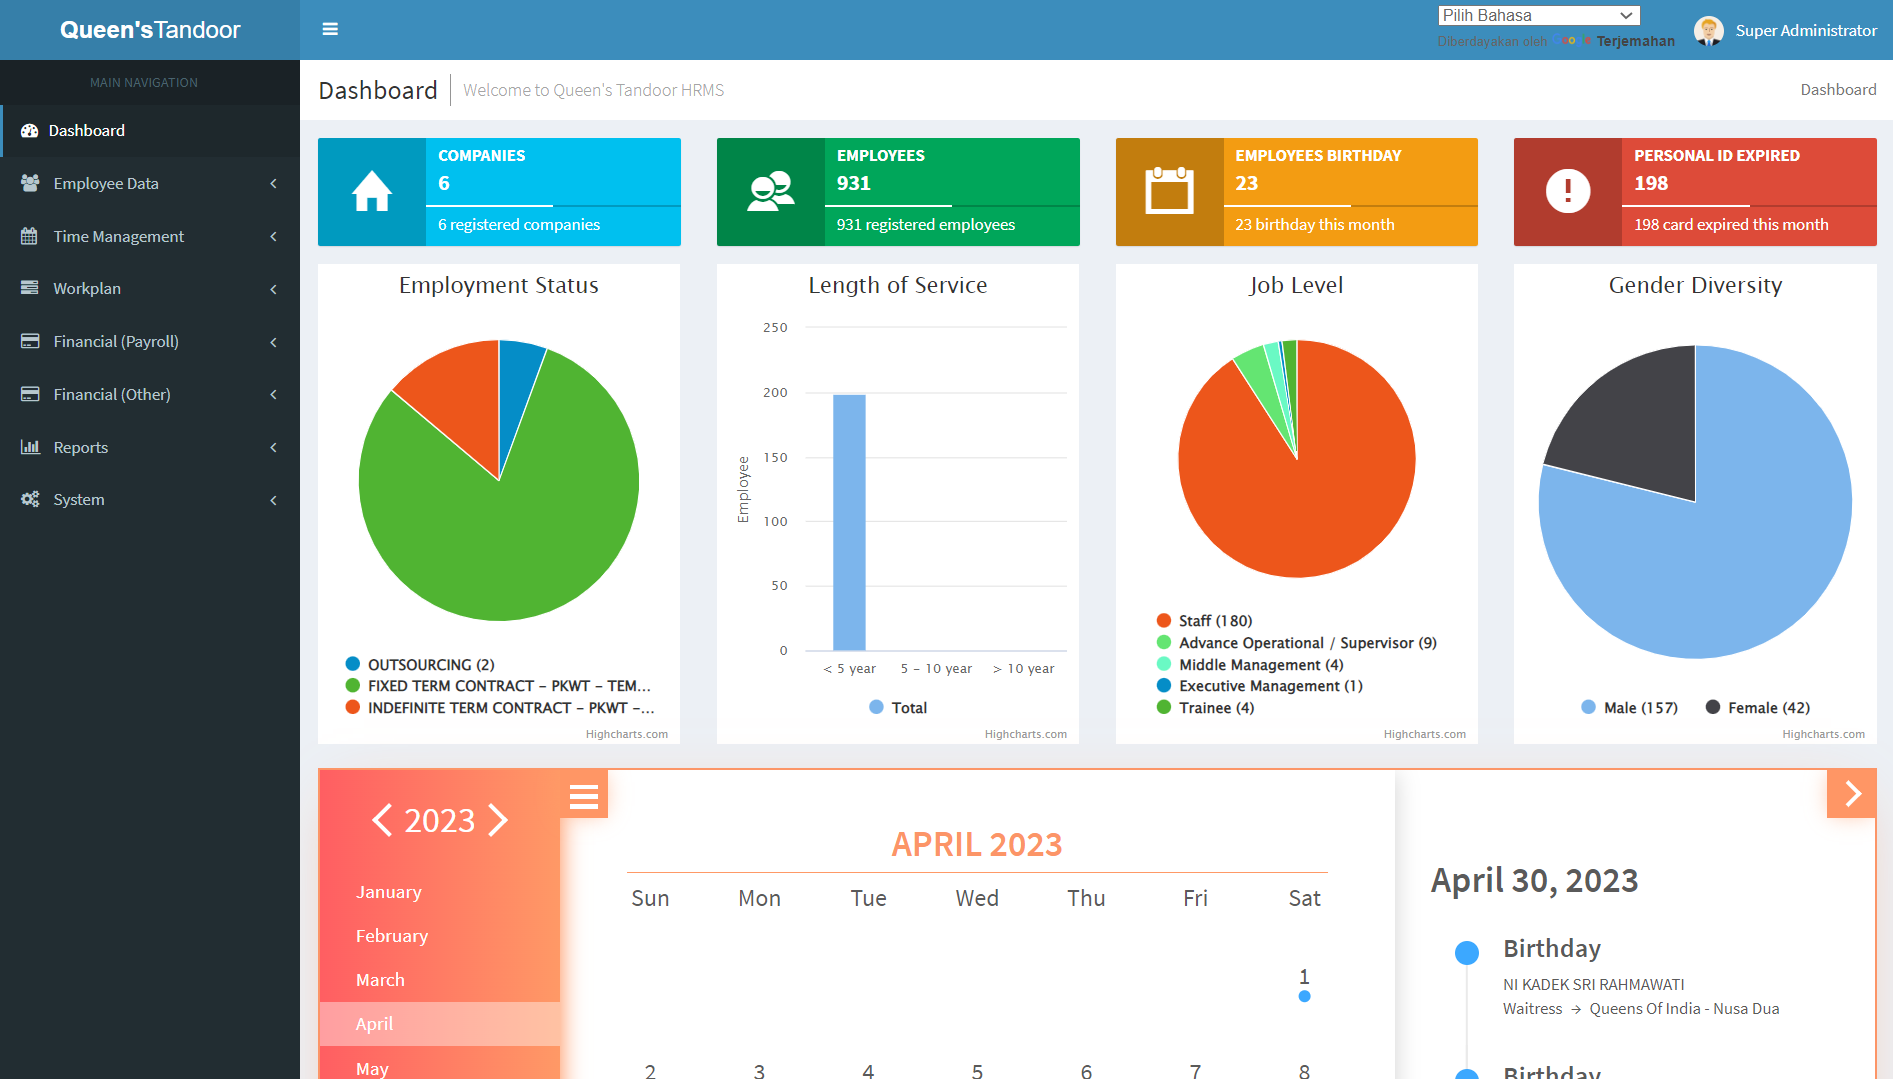 Queen'sTandoor
Pilih Bahasa
Diberdayakan oleh
Terjemahan
Super Administrator
MAIN NAVIGATION
Dashboard
Employee Data
Time Management
Workplan
Financial (Payroll)
Financial (Other)
Reports
System
Dashboard
Welcome to Queen's Tandoor HRMS
Dashboard
COMPANIES
6
6 registered companies
EMPLOYEES
931
931 registered employees
EMPLOYEES BIRTHDAY
23
23 birthday this month
PERSONAL ID EXPIRED
198
198 card expired this month
Employment Status
OUTSOURCING (2)
FIXED TERM CONTRACT – PKWT – TEM...
INDEFINITE TERM CONTRACT – PKWT –...
Highcharts.com
Length of Service
Employee
250
200
150
100
50
0
< 5 year
5 – 10 year
> 10 year
Total
Highcharts.com
Job Level
Staff (180)
Advance Operational / Supervisor (9)
Middle Management (4)
Executive Management (1)
Trainee (4)
Highcharts.com
Gender Diversity
Male (157)
Female (42)
Highcharts.com
2023
January
February
March
April
May
APRIL 2023
Sun Mon Tue Wed Thu Fri Sat
1
2 3 4 5 6 7 8
April 30, 2023
Birthday
NI KADEK SRI RAHMAWATI
Waitress → Queens Of India - Nusa Dua
Birthday